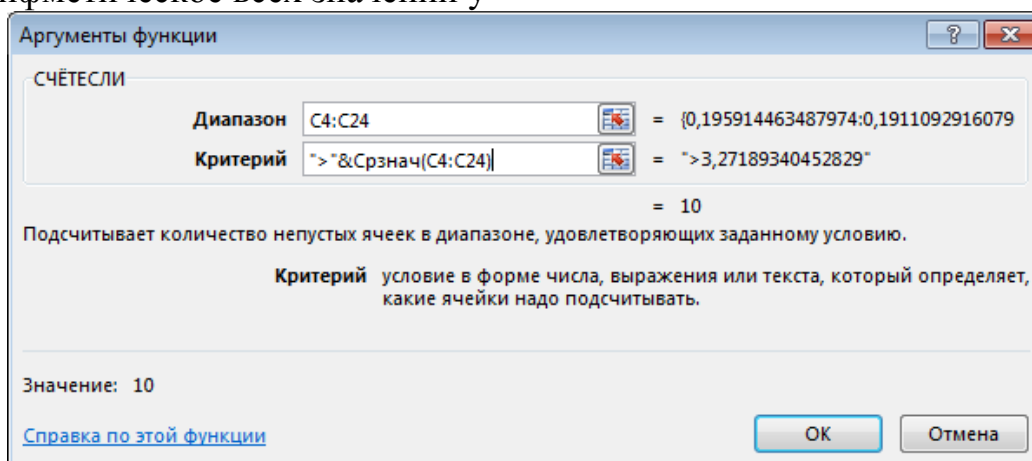 всех значений у
Аргументы функции
СЧЁТЕСЛИ
Диапазон C4:C24 = {0,195914463487974:0,1911092916079
Критерий ">"&Срзнач(C4:C24) = ">3,27189340452829"
= 10
Подсчитывает количество непустых ячеек в диапазоне, удовлетворяющих заданному условию.
Критерий условие в форме числа, выражения или текста, который определяет,
какие ячейки надо подсчитывать.
Значение: 10
Справка по этой функции OK Отмена